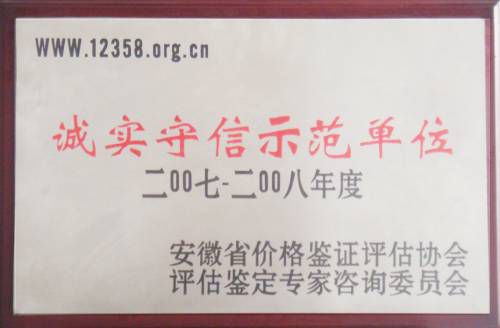 WWW.12358.org.cn
诚实守信示范单位
二00七-二00八年度
安徽省价格鉴证评估协会
评估鉴定专家咨询委员会